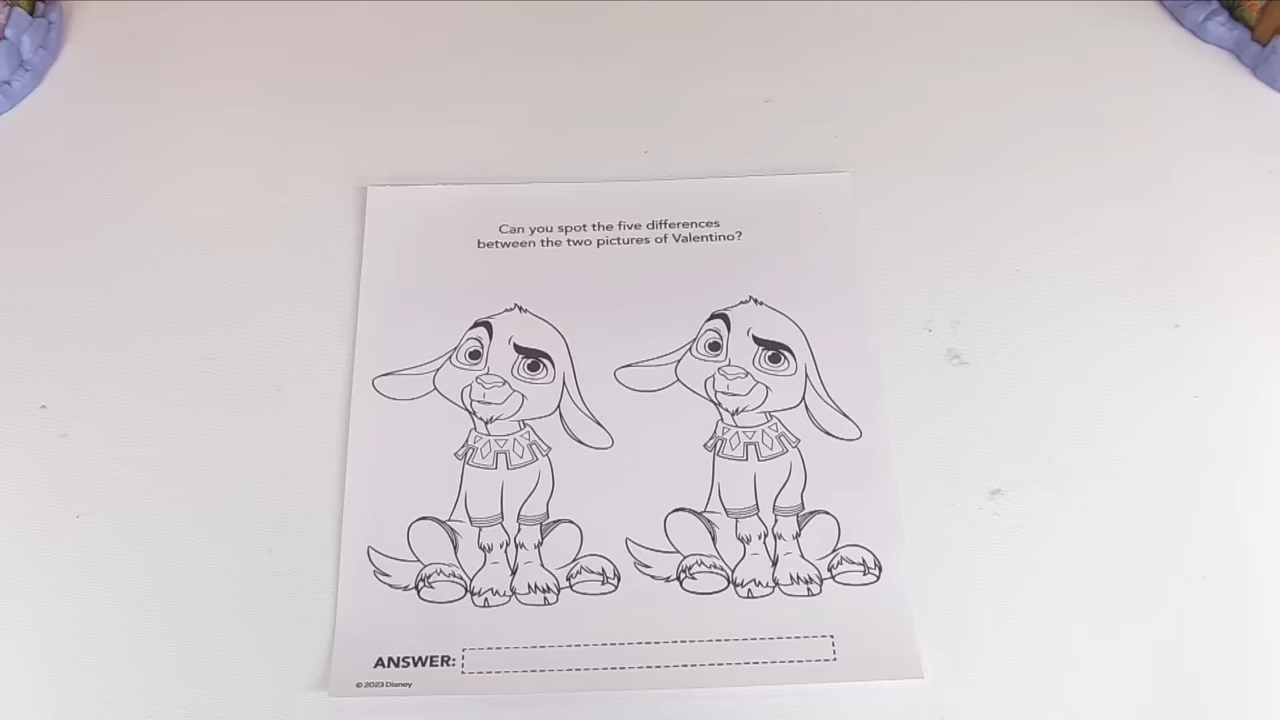 Can you spot the five differences
between the two pictures of Valentino?
ANSWER:
© 2023 Disney